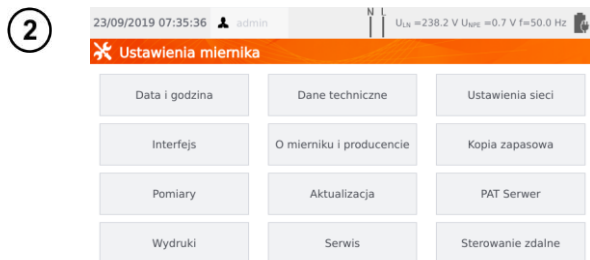 2
N L
23/09/2019 07:35:36 admin ULN =238.2 V UNPE =0.7 V f=50.0 Hz
Ustawienia miernika
Data i godzina Dane techniczne Ustawienia sieci
Interfejs O mierniku i producencie Kopia zapasowa
Pomiary Aktualizacja PAT Serwer
Wydruki Serwis Sterowanie zdalne